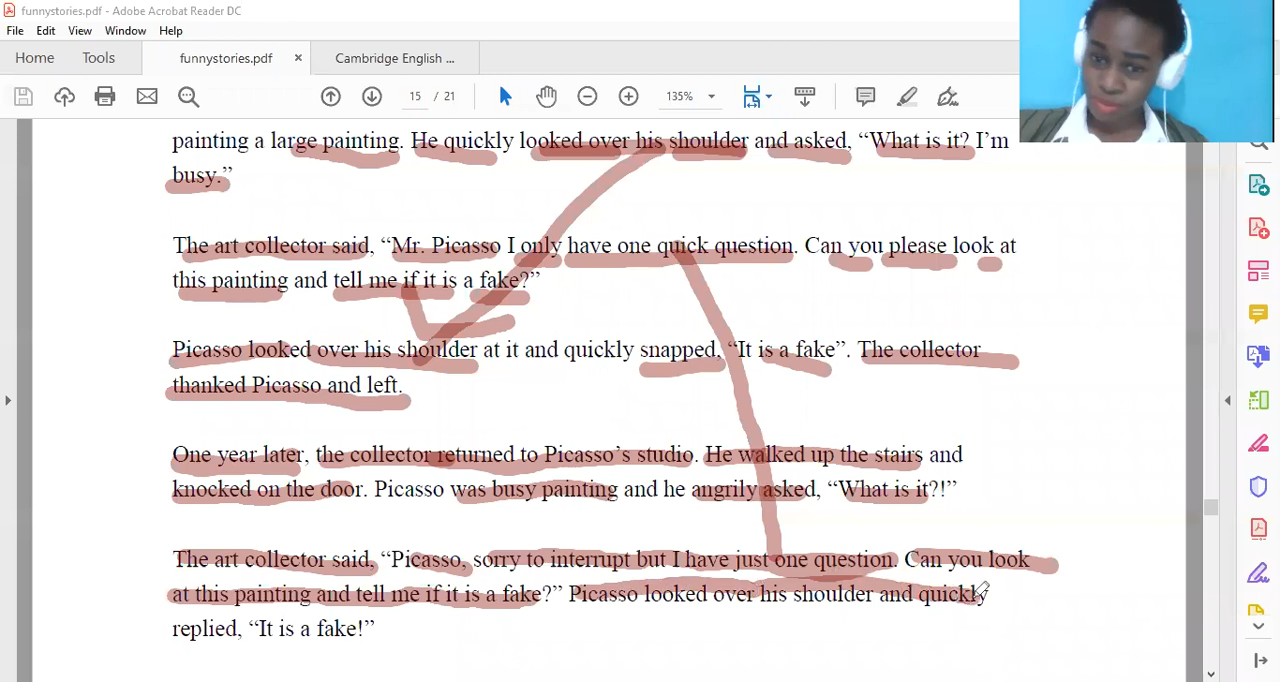 funnystories.pdf - Adobe Acrobat Reader DC
File Edit View Window Help
Home Tools funnystories.pdf × Cambridge English ...
15 / 21 135%
painting a large painting. He quickly looked over his shoulder and asked, “What is it? I’m
busy.”
The art collector said, “Mr. Picasso I only have one quick question. Can you please look at
this painting and tell me if it is a fake?”
Picasso looked over his shoulder at it and quickly snapped, “It is a fake”. The collector
thanked Picasso and left.
One year later, the collector returned to Picasso’s studio. He walked up the stairs and
knocked on the door. Picasso was busy painting and he angrily asked, “What is it?!”
The art collector said, “Picasso, sorry to interrupt but I have just one question. Can you look
at this painting and tell me if it is a fake?” Picasso looked over his shoulder and quickly
replied, “It is a fake!”